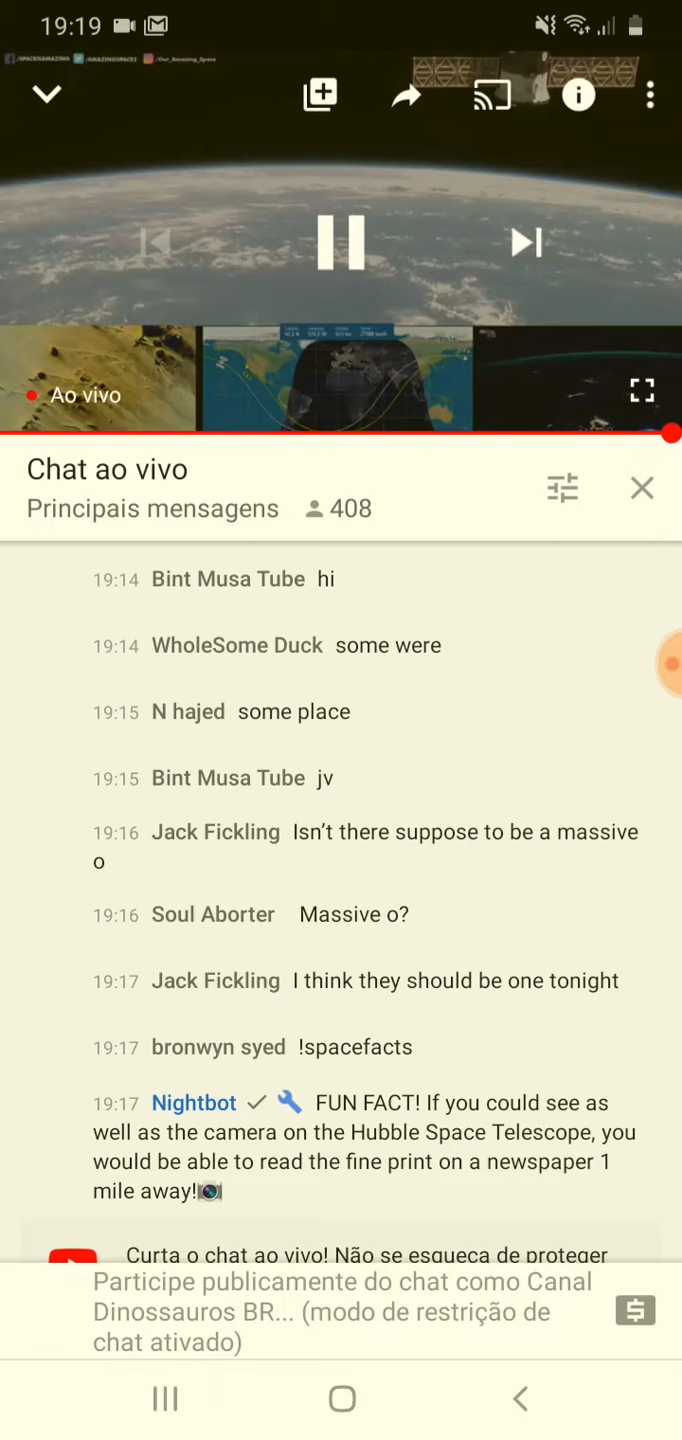 19:19
/SPACEISAMAZING /AMAZINGSPACE2 /Our_Amazing_Space
Ao vivo
Chat ao vivo
Principais mensagens 408
19:14 Bint Musa Tube hi
19:14 WholeSome Duck some were
19:15 N hajed some place
19:15 Bint Musa Tube jv
19:16 Jack Fickling Isn't there suppose to be a massive
o
19:16 Soul Aborter Massive o?
19:17 Jack Fickling I think they should be one tonight
19:17 bronwyn syed !spacefacts
19:17 Nightbot FUN FACT! If you could see as
well as the camera on the Hubble Space Telescope, you
would be able to read the fine print on a newspaper 1
mile away!
Curta o chat ao vivo! Não se esqueça de proteger
Participe publicamente do chat como Canal
Dinossauros BR... (modo de restrição de
chat ativado)